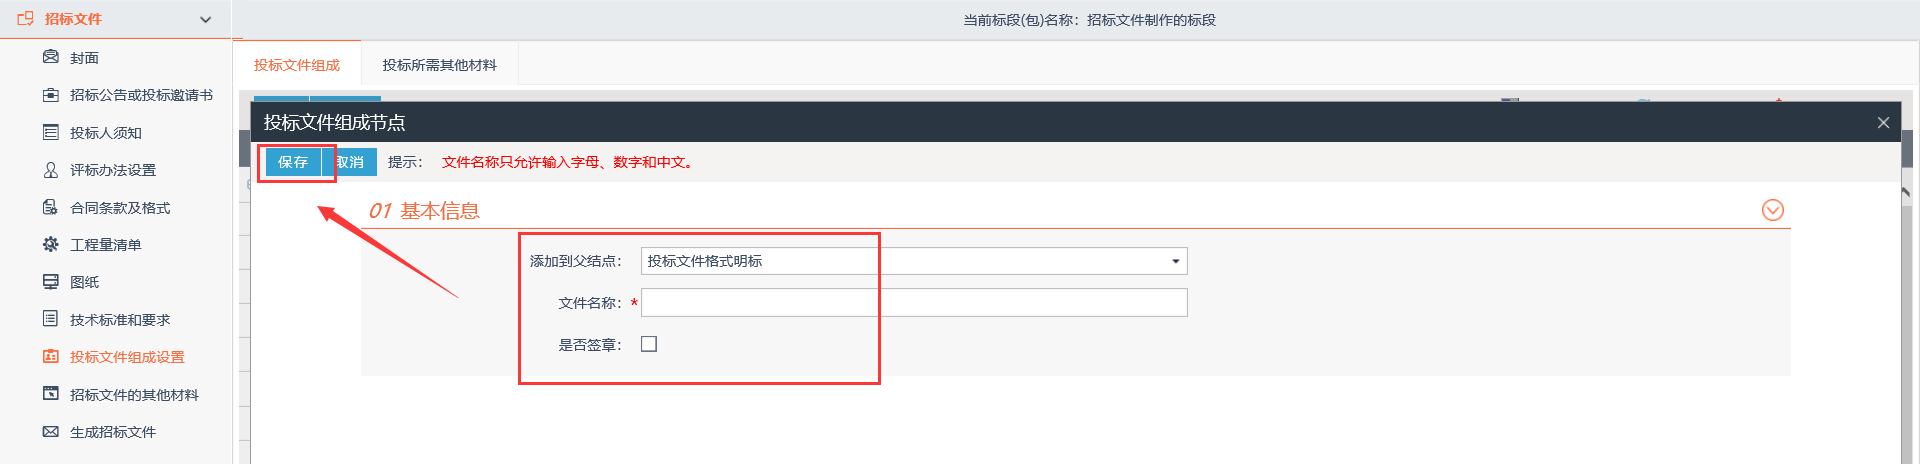 招标文件
当前标段(包)名称：招标文件制作的标段
封面
招标公告或投标邀请书
投标人须知
评标办法设置
合同条款及格式
工程量清单
图纸
技术标准和要求
投标文件组成设置
招标文件的其他材料
生成招标文件
投标文件组成
投标所需其他材料
投标文件组成节点
保存
取消
提示： 文件名称只允许输入字母、数字和中文。
01 基本信息
添加到父结点： 投标文件格式明标
文件名称：*
是否签章：